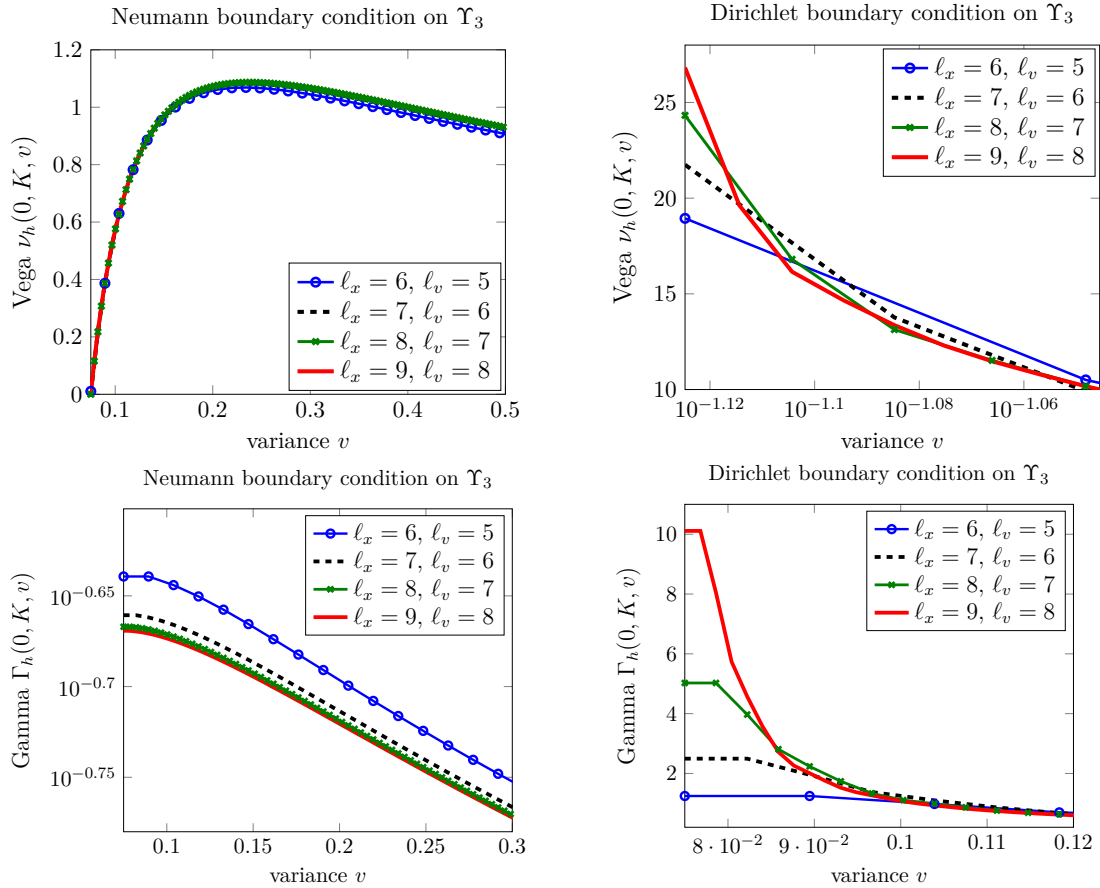 Neumann boundary condition on ϒ₃
1.2
1
0.8
0.6
0.4
0.2
0
Vega νₕ(0, K, v)
ℓₓ = 6, ℓᵥ = 5
ℓₓ = 7, ℓᵥ = 6
ℓₓ = 8, ℓᵥ = 7
ℓₓ = 9, ℓᵥ = 8
0.1 0.2 0.3 0.4 0.5
variance v
Dirichlet boundary condition on ϒ₃
25
20
15
10
Vega νₕ(0, K, v)
ℓₓ = 6, ℓᵥ = 5
ℓₓ = 7, ℓᵥ = 6
ℓₓ = 8, ℓᵥ = 7
ℓₓ = 9, ℓᵥ = 8
10^−1.12 10^−1.1 10^−1.08 10^−1.06
variance v
Neumann boundary condition on ϒ₃
10^−0.65
10^−0.7
10^−0.75
Gamma Γₕ(0, K, v)
ℓₓ = 6, ℓᵥ = 5
ℓₓ = 7, ℓᵥ = 6
ℓₓ = 8, ℓᵥ = 7
ℓₓ = 9, ℓᵥ = 8
0.1 0.15 0.2 0.25 0.3
variance v
Dirichlet boundary condition on ϒ₃
10
8
6
4
2
Gamma Γₕ(0, K, v)
ℓₓ = 6, ℓᵥ = 5
ℓₓ = 7, ℓᵥ = 6
ℓₓ = 8, ℓᵥ = 7
ℓₓ = 9, ℓᵥ = 8
8 · 10⁻² 9 · 10⁻² 0.1 0.11 0.12
variance v